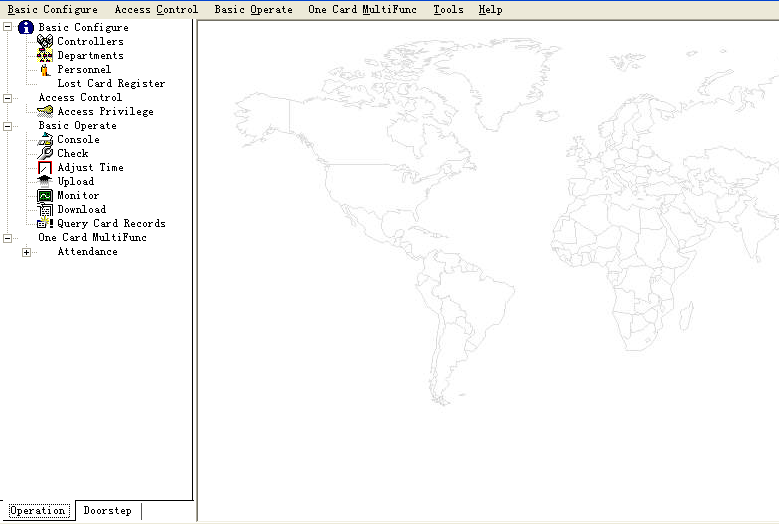 Basic Configure Access Control Basic Operate One Card MultiFunc Tools Help
Basic Configure
Controllers
Departments
Personnel
Lost Card Register
Access Control
Access Privilege
Basic Operate
Console
Check
Adjust Time
Upload
Monitor
Download
Query Card Records
One Card MultiFunc
Attendance
Operation Doorstep